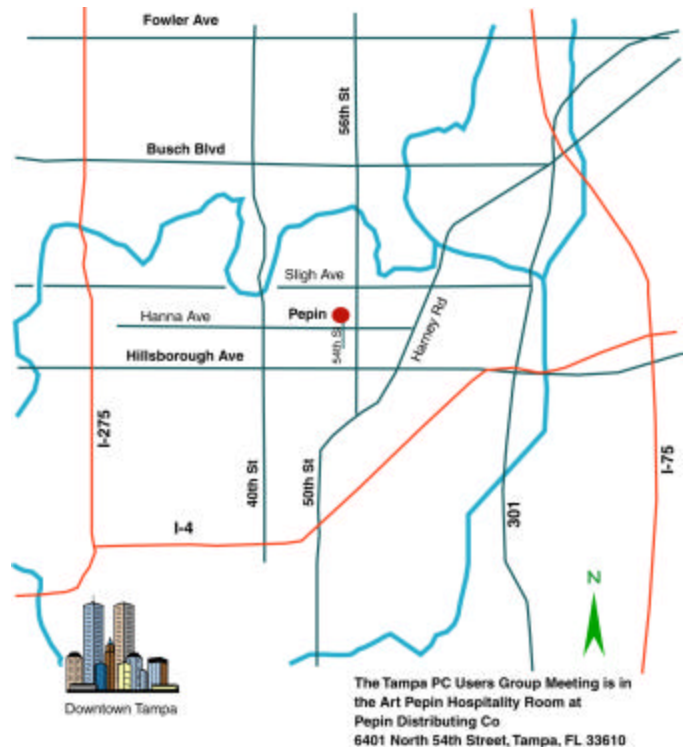 Fowler Ave
56th St
Busch Blvd
Sligh Ave
Pepin
Hanna Ave
54th St
Harney Rd
Hillsborough Ave
I-275
40th St
50th St
I-75
301
I-4
N
Downtown Tampa
The Tampa PC Users Group Meeting is in
the Art Pepin Hospitality Room at
Pepin Distributing Co
6401 North 54th Street, Tampa, FL 33610